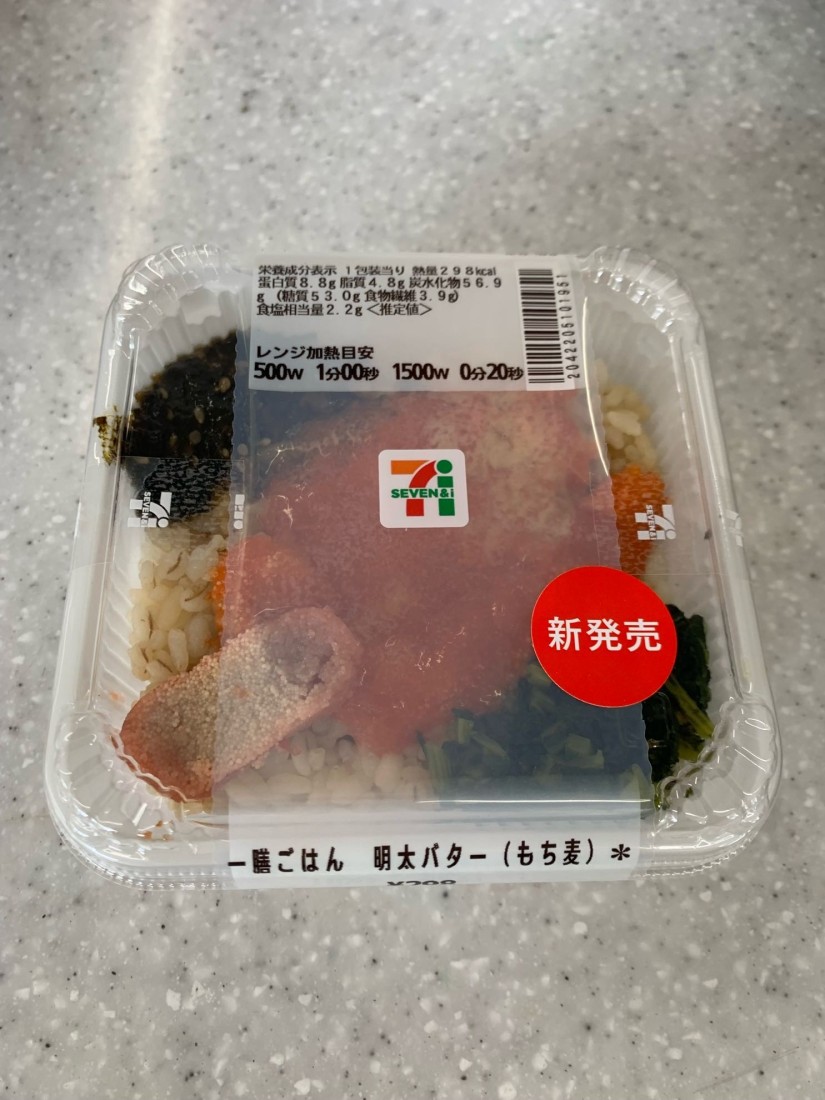 栄養成分表示 1包装当り 熱量298kcal
蛋白質8.8g 脂質4.8g 炭水化物56.9
g (糖質53.0g 食物繊維3.9g)
食塩相当量2.2g<推定値>
レンジ加熱目安
500W 1分00秒 1500W 0分20秒
2042205101951
SEVEN&i
SEVEN&i
SEVEN&i
新発売
一膳ごはん 明太バター(もち麦)*